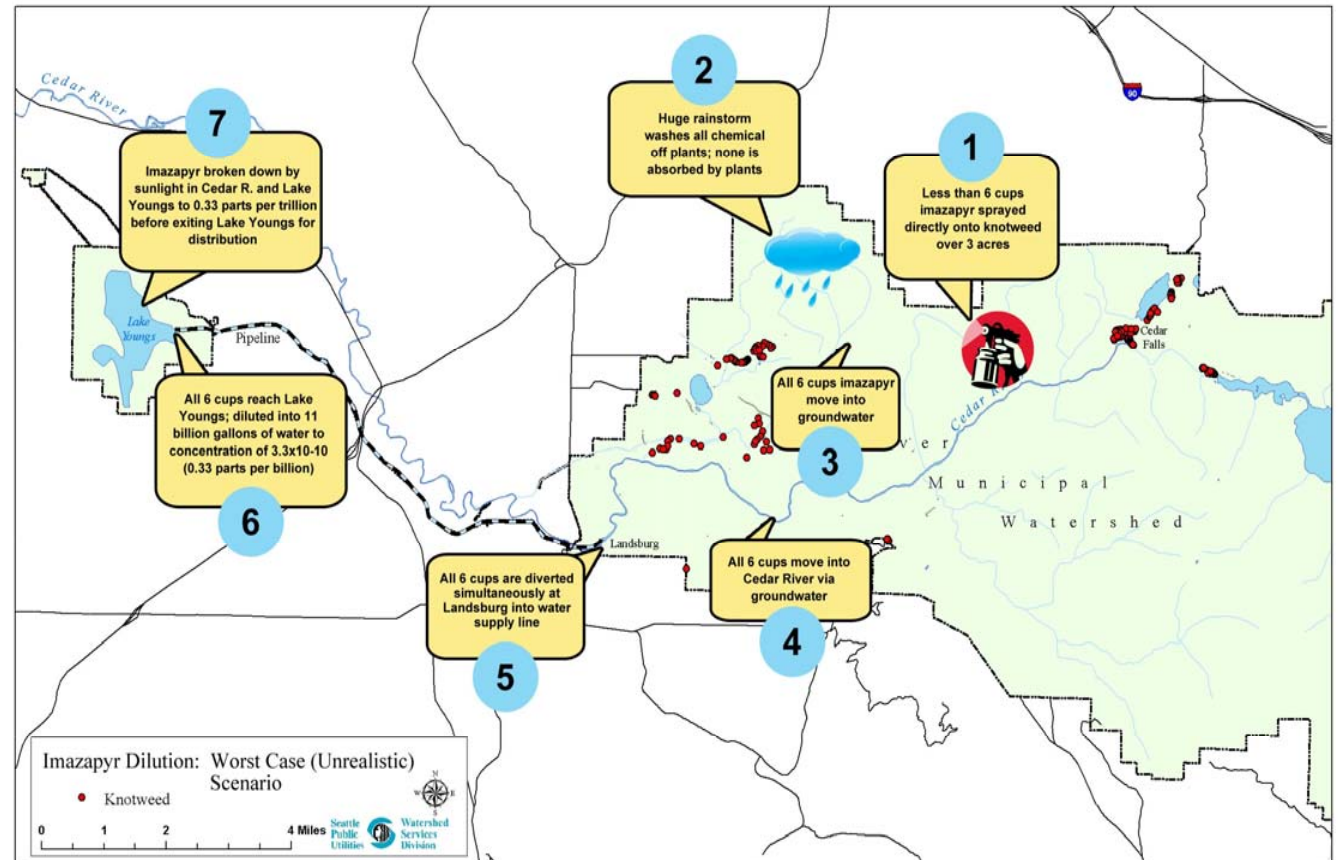 Cedar River
7
Imazapyr broken down by
sunlight in Cedar R. and Lake
Youngs to 0.33 parts per trillion
before exiting Lake Youngs for
distribution
2
Huge rainstorm
washes all chemical
off plants; none is
absorbed by plants
1
Less than 6 cups
imazapyr sprayed
directly onto knotweed
over 3 acres
90
Lake
Youngs
Pipeline
Cedar
Falls
All 6 cups reach Lake
Youngs; diluted into 11
billion gallons of water to
concentration of 3.3x10-10
(0.33 parts per billion)
6
All 6 cups imazapyr
move into
groundwater
3
Cedar R
ver
Municipal
Watershed
Landsburg
All 6 cups are diverted
simultaneously at
Landsburg into water
supply line
5
All 6 cups move into
Cedar River via
groundwater
4
Imazapyr Dilution: Worst Case (Unrealistic)
Scenario
Knotweed
N
W E
S
0 1 2 4 Miles
Seattle
Public
Utilities
Watershed
Services
Division